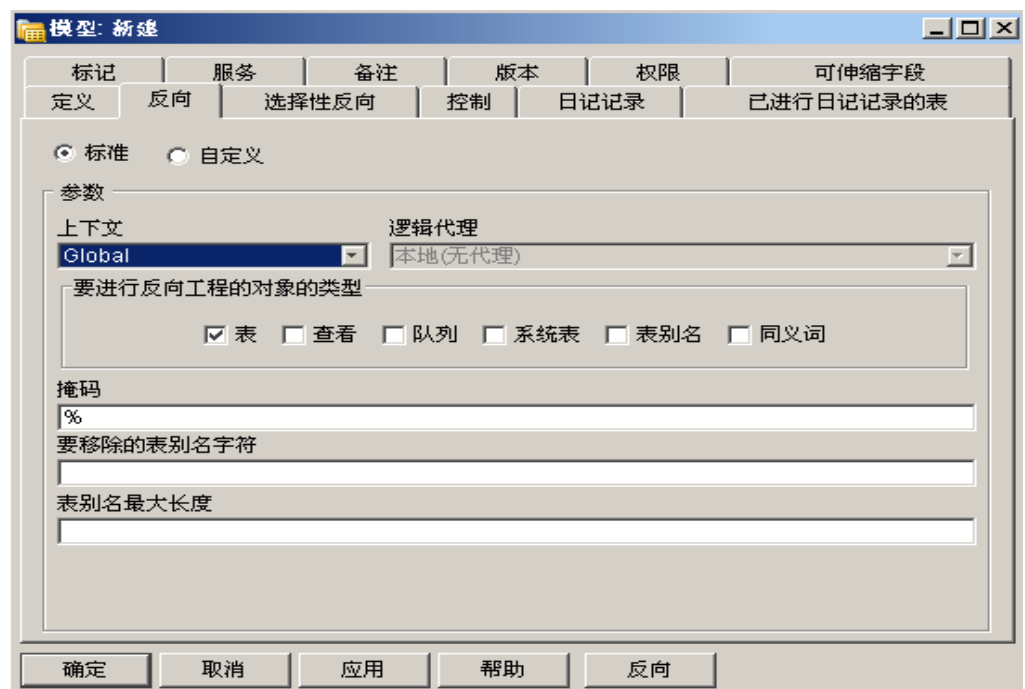 模型: 新建
标记 服务 备注 版本 权限 可伸缩字段
定义 反向 选择性反向 控制 日记记录 已进行日记记录的表
标准 自定义
参数
上下文 逻辑代理
Global 本地(无代理)
要进行反向工程的对象的类型
表 查看 队列 系统表 表别名 同义词
掩码
%
要移除的表别名字符
表别名最大长度
确定 取消 应用 帮助 反向